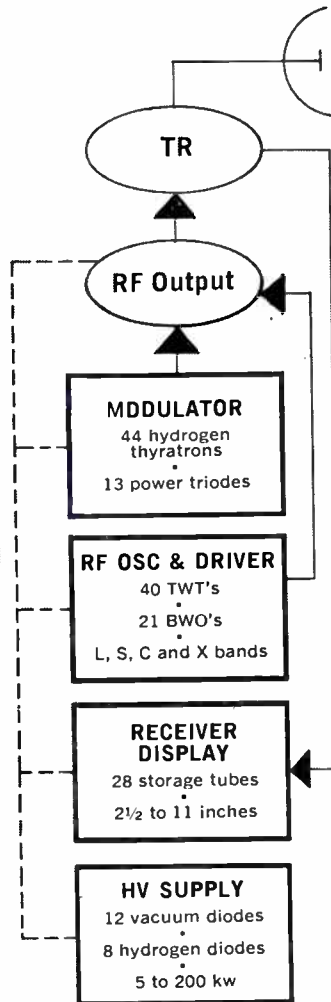 TR
RF Output
MDDULATOR
44 hydrogen
thyratrons
•
13 power triodes
RF OSC & DRIVER
40 TWT's
•
21 BWO's
•
L, S, C and X bands
RECEIVER
DISPLAY
28 storage tubes
•
2½ to 11 inches
HV SUPPLY
12 vacuum diodes
•
8 hydrogen diodes
•
5 to 200 kw